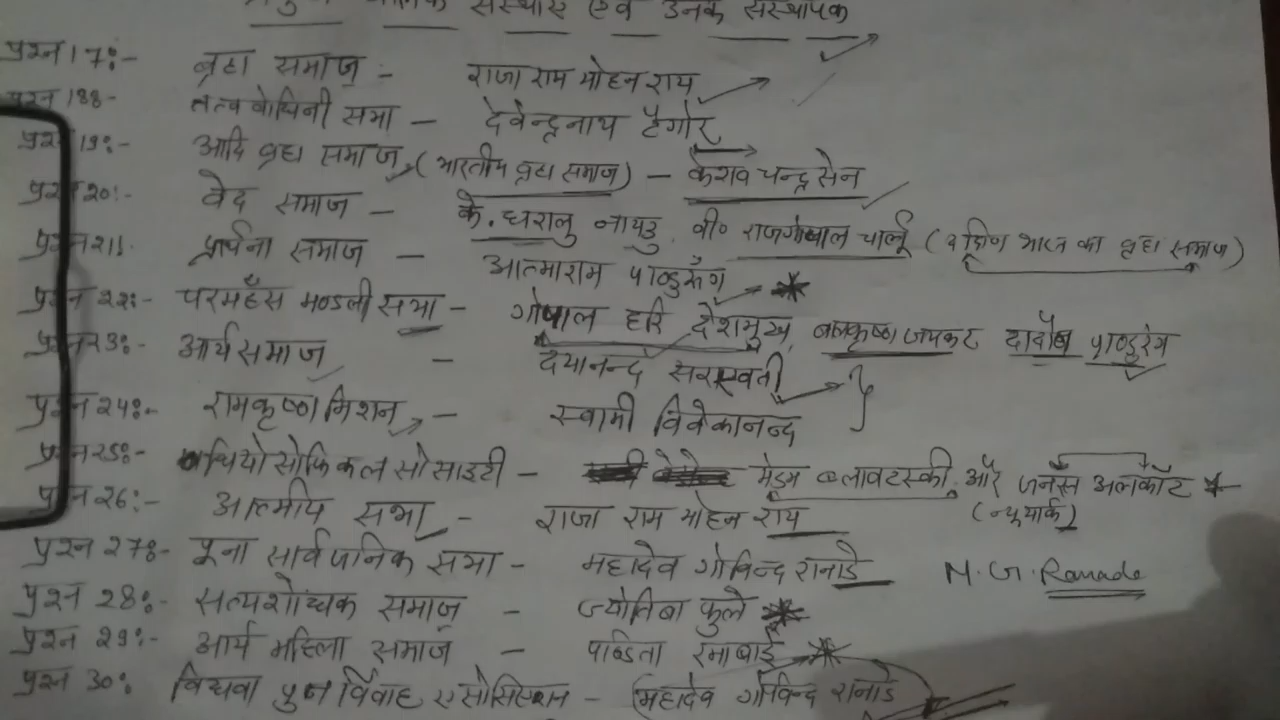 संस्थाए एवं उनके संस्थापक
प्रश्न 17:- ब्रह्म समाज :- राजा राम मोहन राय
प्रश्न 18:- तत्व बोधिनी सभा - देवेन्द्रनाथ टैगोर
प्रश्न 19:- आदि ब्रह्म समाज, (भारतीय ब्रह्म समाज) - केशव चन्द्र सेन
प्रश्न 20:- वेद समाज - के. धरालु नायडु वी० राजगोपाल चार्लू (दक्षिण भारत का ब्रह्म समाज)
प्रश्न 21। प्रार्थना समाज - आत्माराम पाण्डुरंग
प्रश्न 22:- परमहँस मण्डली सभा - गोपाल हरि देशमुख, बालकृष्ण जयकर दादोबा पाण्डुरंग
प्रश्न 23:- आर्य समाज - दयानन्द सरस्वती
प्रश्न 24:- रामकृष्ण मिशन, - स्वामी विवेकानन्द
प्रश्न 25:- थियोसोफिकल सोसाइटी - मेडम ब्लावटस्की, और अलकॉट
(न्यूयार्क)
प्रश्न 26:- आत्मीय सभा - राजा राम मोहन राय
प्रश्न 27:- पूना सार्वजनिक सभा - महादेव गोविन्द रानाडे M.G. Ranade
प्रश्न 28:- सत्यशोधक समाज - ज्योतिबा फुले
प्रश्न 29:- आर्य महिला समाज - पण्डिता रमाबाई
प्रश्न 30: विधवा पुनर्विवाह एसोसिएशन - महादेव गोविन्द रानाडे